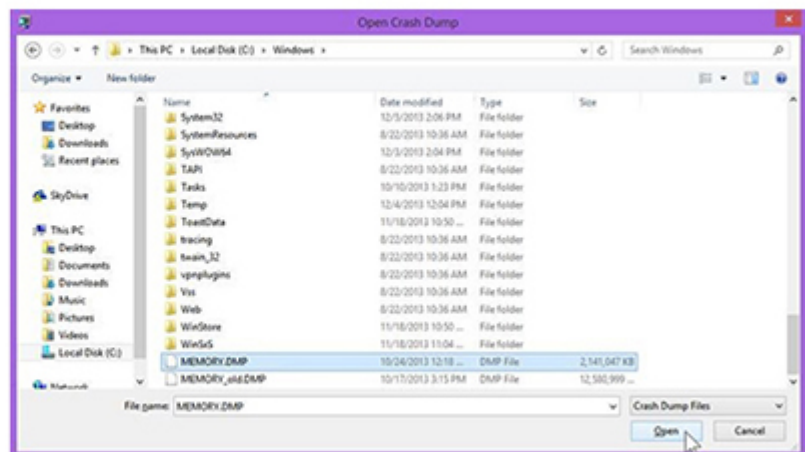 Open Crash Dump
This PC Local Disk (C:) Windows
Search Windows
Organize New folder
Name Date modified Type Size
System32 12/3/2013 2:06 PM File folder
SystemResources 8/22/2013 10:36 AM File folder
SysWOW64 12/3/2013 2:04 PM File folder
TAPI 8/22/2013 10:36 AM File folder
Tasks 10/10/2013 1:23 PM File folder
Temp 12/4/2013 12:04 PM File folder
ToastData 11/18/2013 10:50 ... File folder
tracing 8/22/2013 10:36 AM File folder
twain_32 8/22/2013 10:36 AM File folder
vpnplugins 8/22/2013 10:36 AM File folder
Vss 8/22/2013 10:36 AM File folder
Web 8/22/2013 10:36 AM File folder
WinStore 11/18/2013 10:50 ... File folder
WinSxS 11/18/2013 11:04 ... File folder
MEMORY.DMP 10/24/2013 12:18 ... DMP File 2,141,047 KB
MEMORY_old.DMP 10/17/2013 3:15 PM DMP File 12,580,999 ...
Favorites
Desktop
Downloads
Recent places
SkyDrive
This PC
Desktop
Documents
Downloads
Music
Pictures
Videos
Local Disk (C:)
Network
File name: MEMORY.DMP Crash Dump Files
Open Cancel